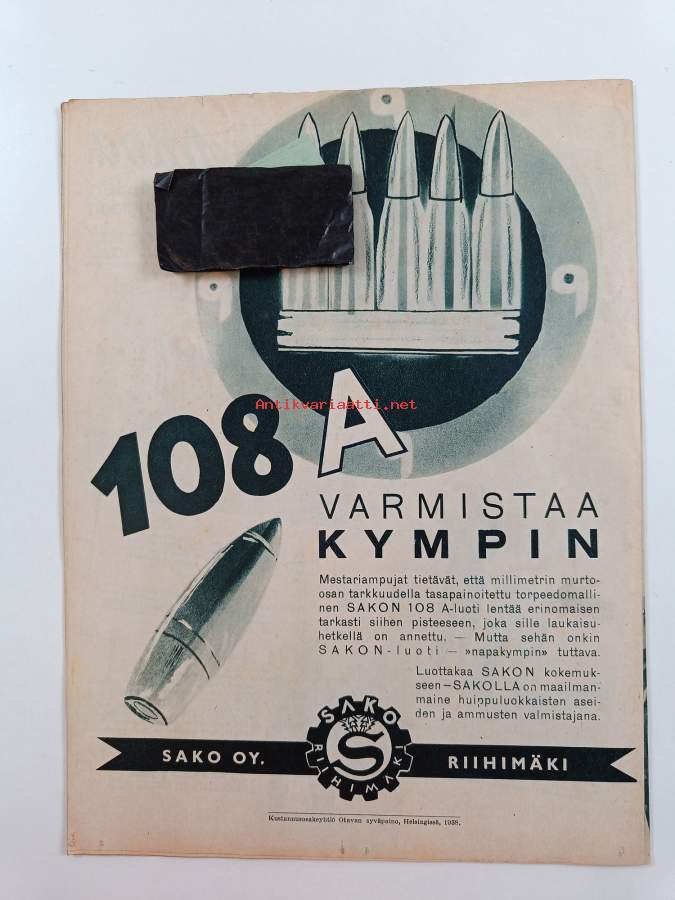 9
9
9
9
Antikvariaatti.net
108 A
VARMISTAA
KYMPIN
Mestariampujat tietävät, että millimetrin murto-
osan tarkkuudella tasapainoitettu torpeedomalli-
nen SAKON 108 A-luoti lentää erinomaisen
tarkasti siihen pisteeseen, joka sille laukaisu-
hetkellä on annettu. — Mutta sehän onkin
SAKON-luoti — »napakympin» tuttava.
Luottakaa SAKON kokemuk-
seen — SAKOLLA on maailman-
maine huippuluokkaisten asei-
den ja ammusten valmistajana.
SAKO OY.
SAKO
S
RIIHIMÄKI
RIIHIMÄKI
Kustannusosakeyhtiö Otavan syväpaino, Helsingissä, 1938.